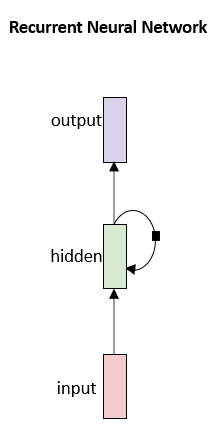 Recurrent Neural Network
output
hidden
input